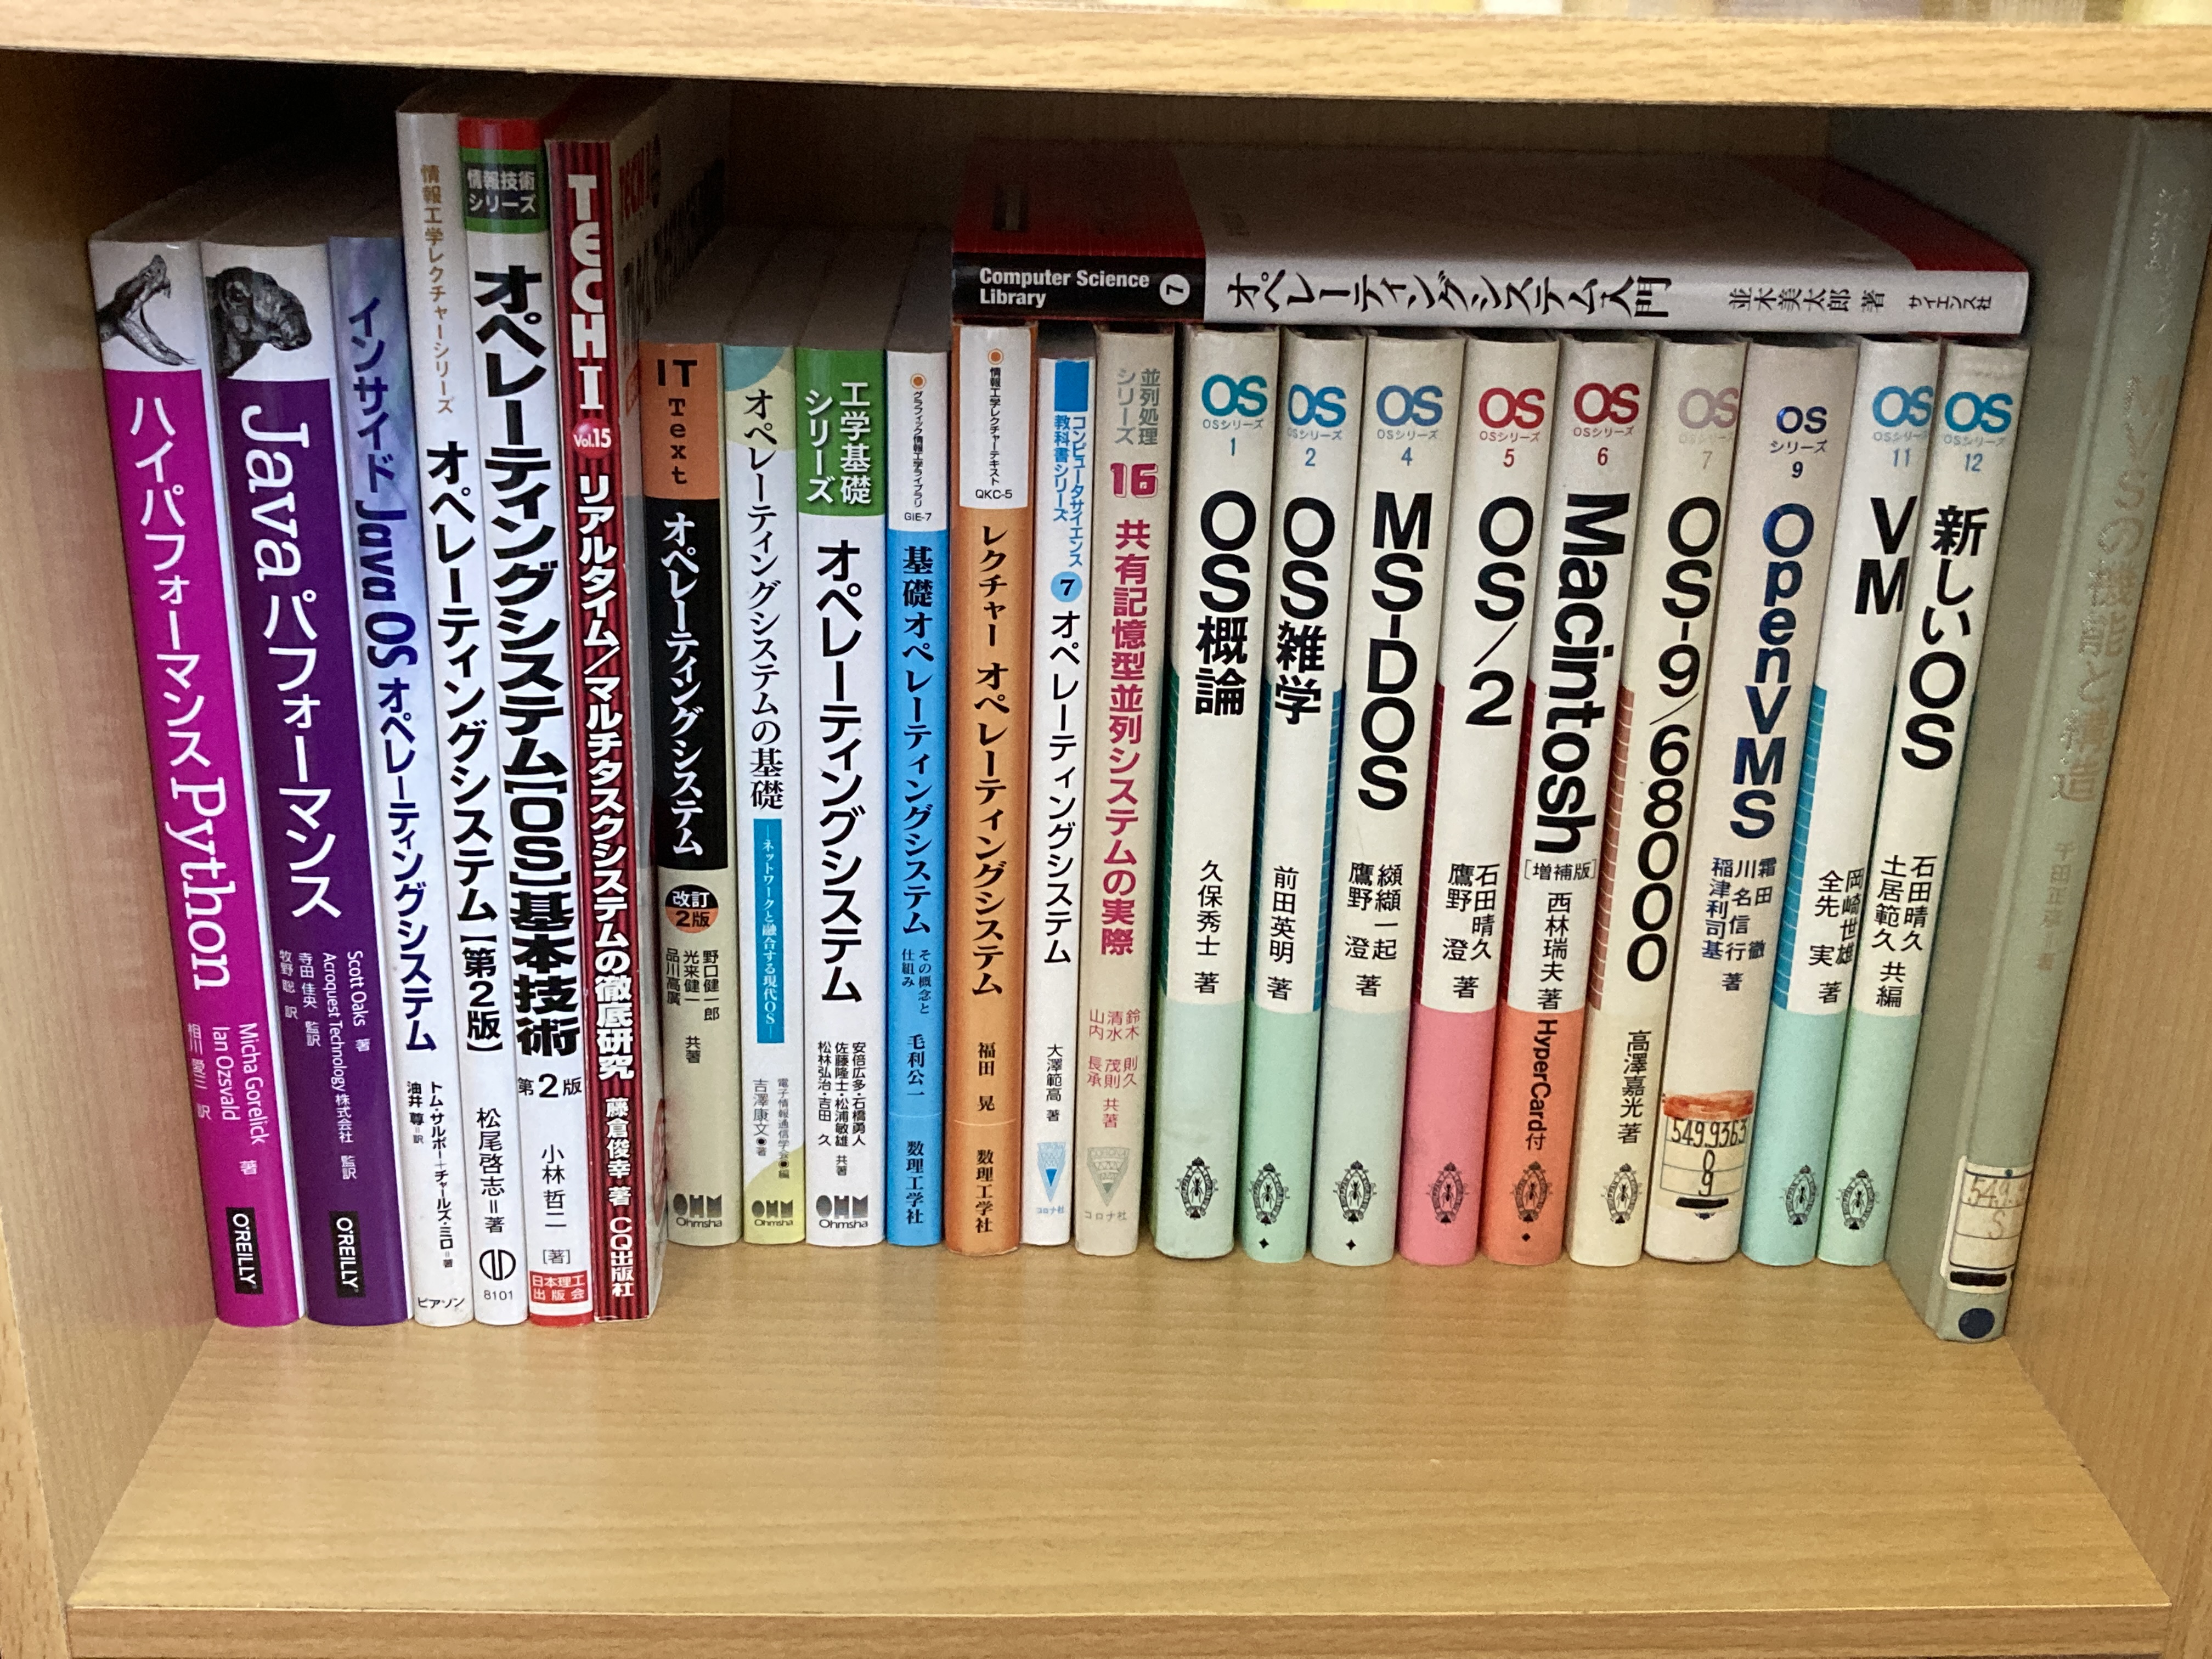 ハイパフォーマンスPython
Micha Gorelick
Ian Ozsvald 著
相川 愛三 訳
O'REILLY
Javaパフォーマンス
Scott Oaks 著
Acroquest Technology 株式会社 監訳
寺田 佳央 監訳
牧野 聡 訳
O'REILLY
インサイド Java OS オペレーティングシステム
トム・サルポー+チャールズ・ミロ=著
油井 尊=訳
ピアソン
情報工学レクチャーシリーズ
オペレーティングシステム【第2版】
松尾啓志=著
8101
情報技術
シリーズ
オペレーティングシステム【OS】基本技術
第2版
小林 哲二
[著]
日本理工
出版会
TECH I
Vol.15
リアルタイム/マルチタスクシステムの徹底研究
藤倉俊幸 著
CQ出版社
IT
Text
オペレーティングシステム
改訂
2版
野口健一郎
光来健一
品川高廣
共著
OHM
Ohmsha
オペレーティングシステムの基礎
―ネットワークと融合する現代OS―
電子情報通信学会●編
吉澤康文●著
OHM
Ohmsha
工学基礎
シリーズ
オペレーティングシステム
安倍広多・石橋勇人
佐藤隆士・松浦敏雄
松林弘治・吉田 久
共著
OHM
Ohmsha
グラフィック情報工学ライブラリ
GIE-7
基礎オペレーティングシステム
その概念と
仕組み
毛利公一
数理工学社
情報工学レクチャーテキスト
QKC-5
レクチャー オペレーティングシステム
福田 晃
数理工学社
コンピュータサイエンス
教科書シリーズ
7
オペレーティングシステム
大澤範高 著
コロナ社
並列処理
シリーズ
16
共有記憶型並列システムの実際
鈴木 則久
清水 茂則
山内 長承
共著
コロナ社
Computer Science
Library
7
オペレーティングシステム入門
並木美太郎 著
サイエンス社
OS
OSシリーズ
1
OS概論
久保秀士 著
OS
OSシリーズ
2
OS雑学
前田英明 著
OS
OSシリーズ
4
MS-DOS
纐纈一起
鷹野 澄
著
OS
OSシリーズ
5
OS/2
石田晴久
鷹野 澄
著
OS
OSシリーズ
6
Macintosh
[増補版]
西林瑞夫 著
HyperCard付
OS
OSシリーズ
7
OS-9/68000
高澤嘉光 著
OS
シリーズ
9
OpenVMS
霜田 徹
川名信行
稲津利司基
著
549.9363
9
OS
OSシリーズ
11
VM
岡崎世雄
全先 実
著
OS
OSシリーズ
12
新しいOS
石田晴久
土居範久
共編
の機能と構造
549.9
S